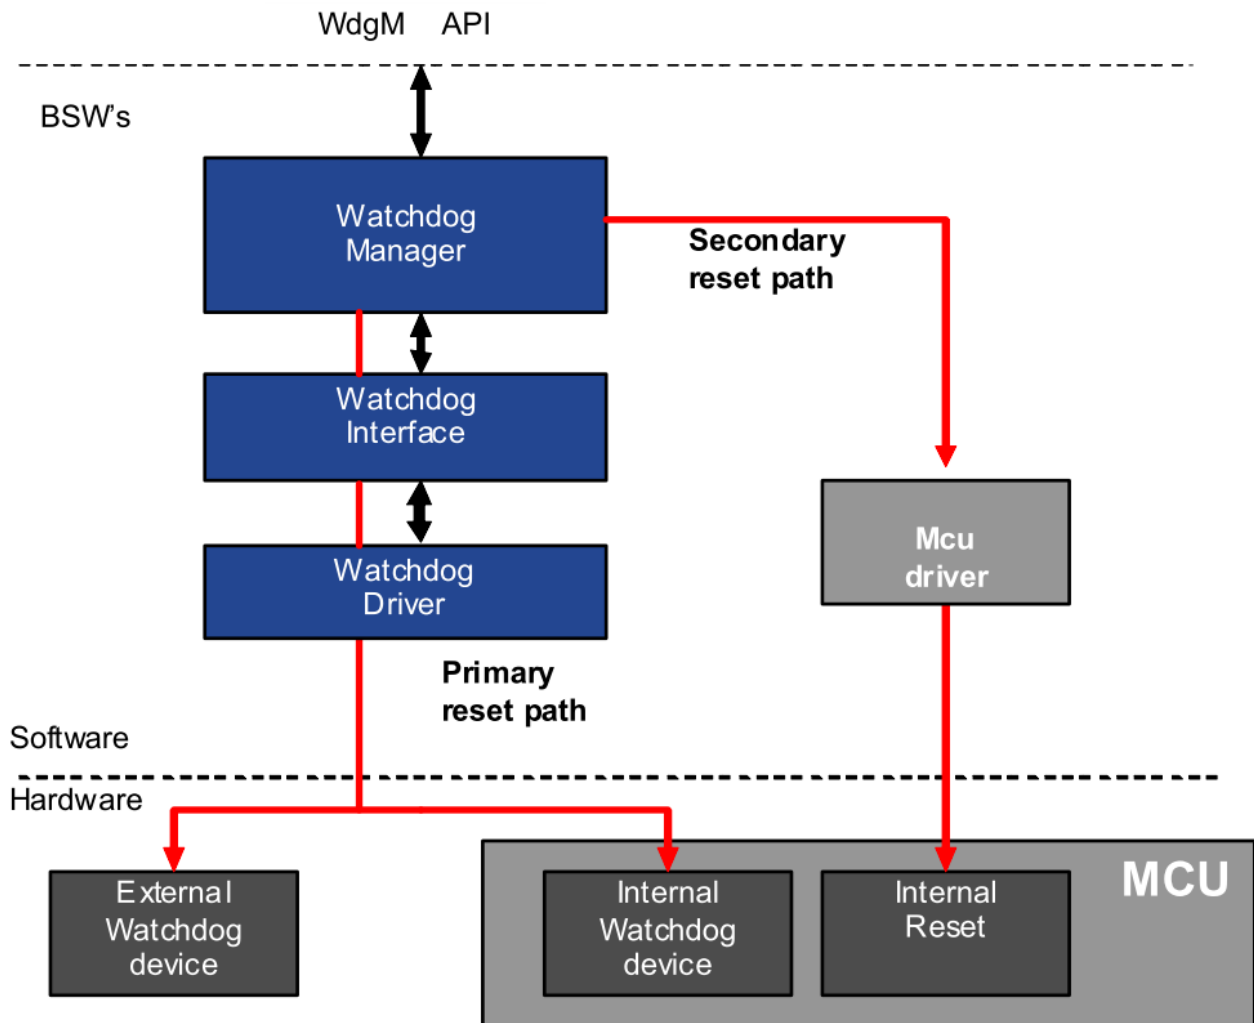 WdgM API
BSW's
Watchdog
Manager
Secondary
reset path
Watchdog
Interface
Mcu
driver
Watchdog
Driver
Primary
reset path
Software
Hardware
External
Watchdog
device
Internal
Watchdog
device
Internal
Reset
MCU